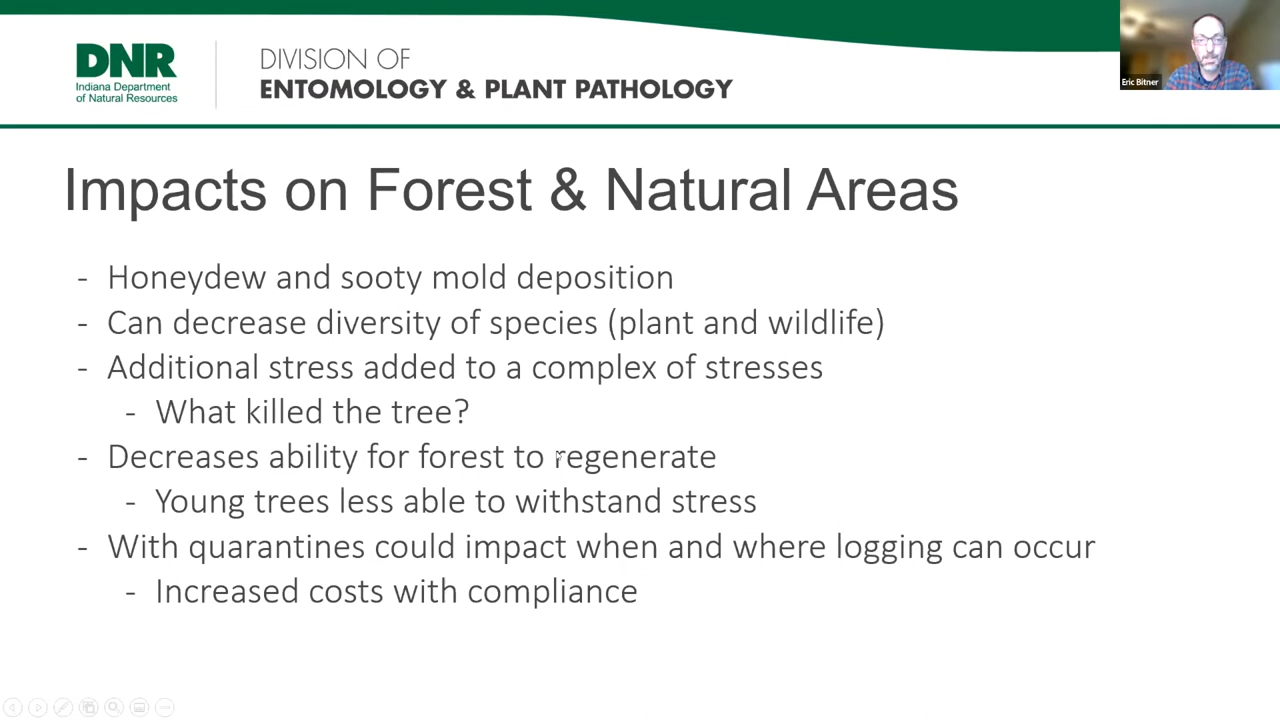 DNR
Indiana Department
of Natural Resources
DIVISION OF
ENTOMOLOGY & PLANT PATHOLOGY
Eric Bitner
Impacts on Forest & Natural Areas
- Honeydew and sooty mold deposition
- Can decrease diversity of species (plant and wildlife)
- Additional stress added to a complex of stresses
- What killed the tree?
- Decreases ability for forest to regenerate
- Young trees less able to withstand stress
- With quarantines could impact when and where logging can occur
- Increased costs with compliance